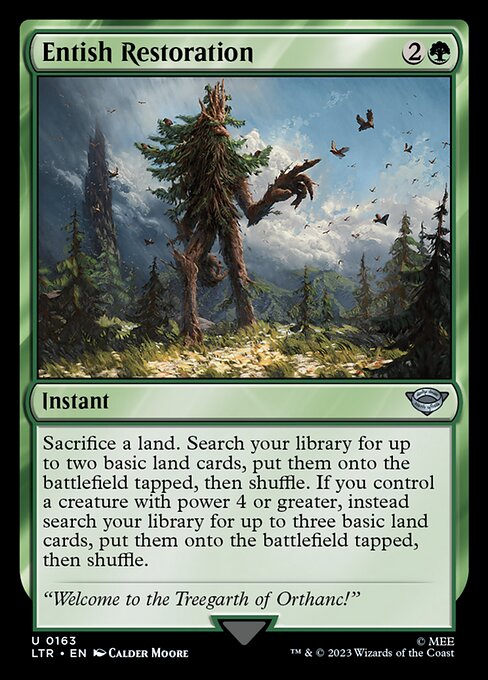 Entish Restoration 2
Instant
Sacrifice a land. Search your library for up
to two basic land cards, put them onto the
battlefield tapped, then shuffle. If you control
a creature with power 4 or greater, instead
search your library for up to three basic land
cards, put them onto the battlefield tapped,
then shuffle.
“Welcome to the Treegarth of Orthanc!”
U 0163
LTR • EN Calder Moore
© MEE
™ & © 2023 Wizards of the Coast